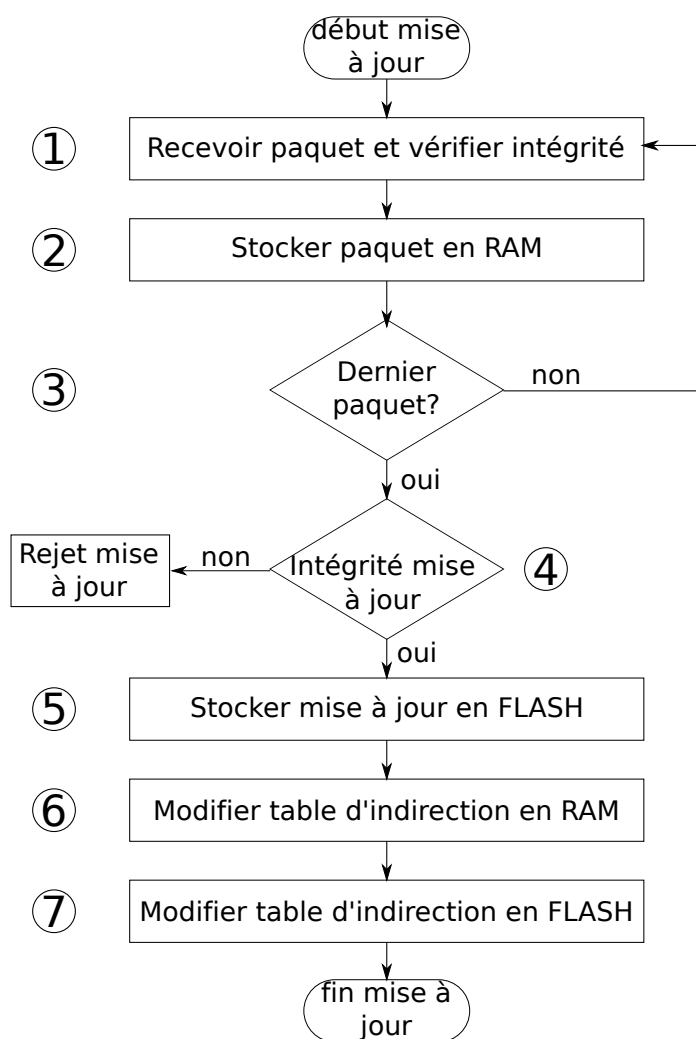 début mise
à jour
① Recevoir paquet et vérifier intégrité
② Stocker paquet en RAM
③ Dernier
paquet?
non
oui
Rejet mise
à jour
non
Intégrité mise
à jour
④
oui
⑤ Stocker mise à jour en FLASH
⑥ Modifier table d'indirection en RAM
⑦ Modifier table d'indirection en FLASH
fin mise à
jour